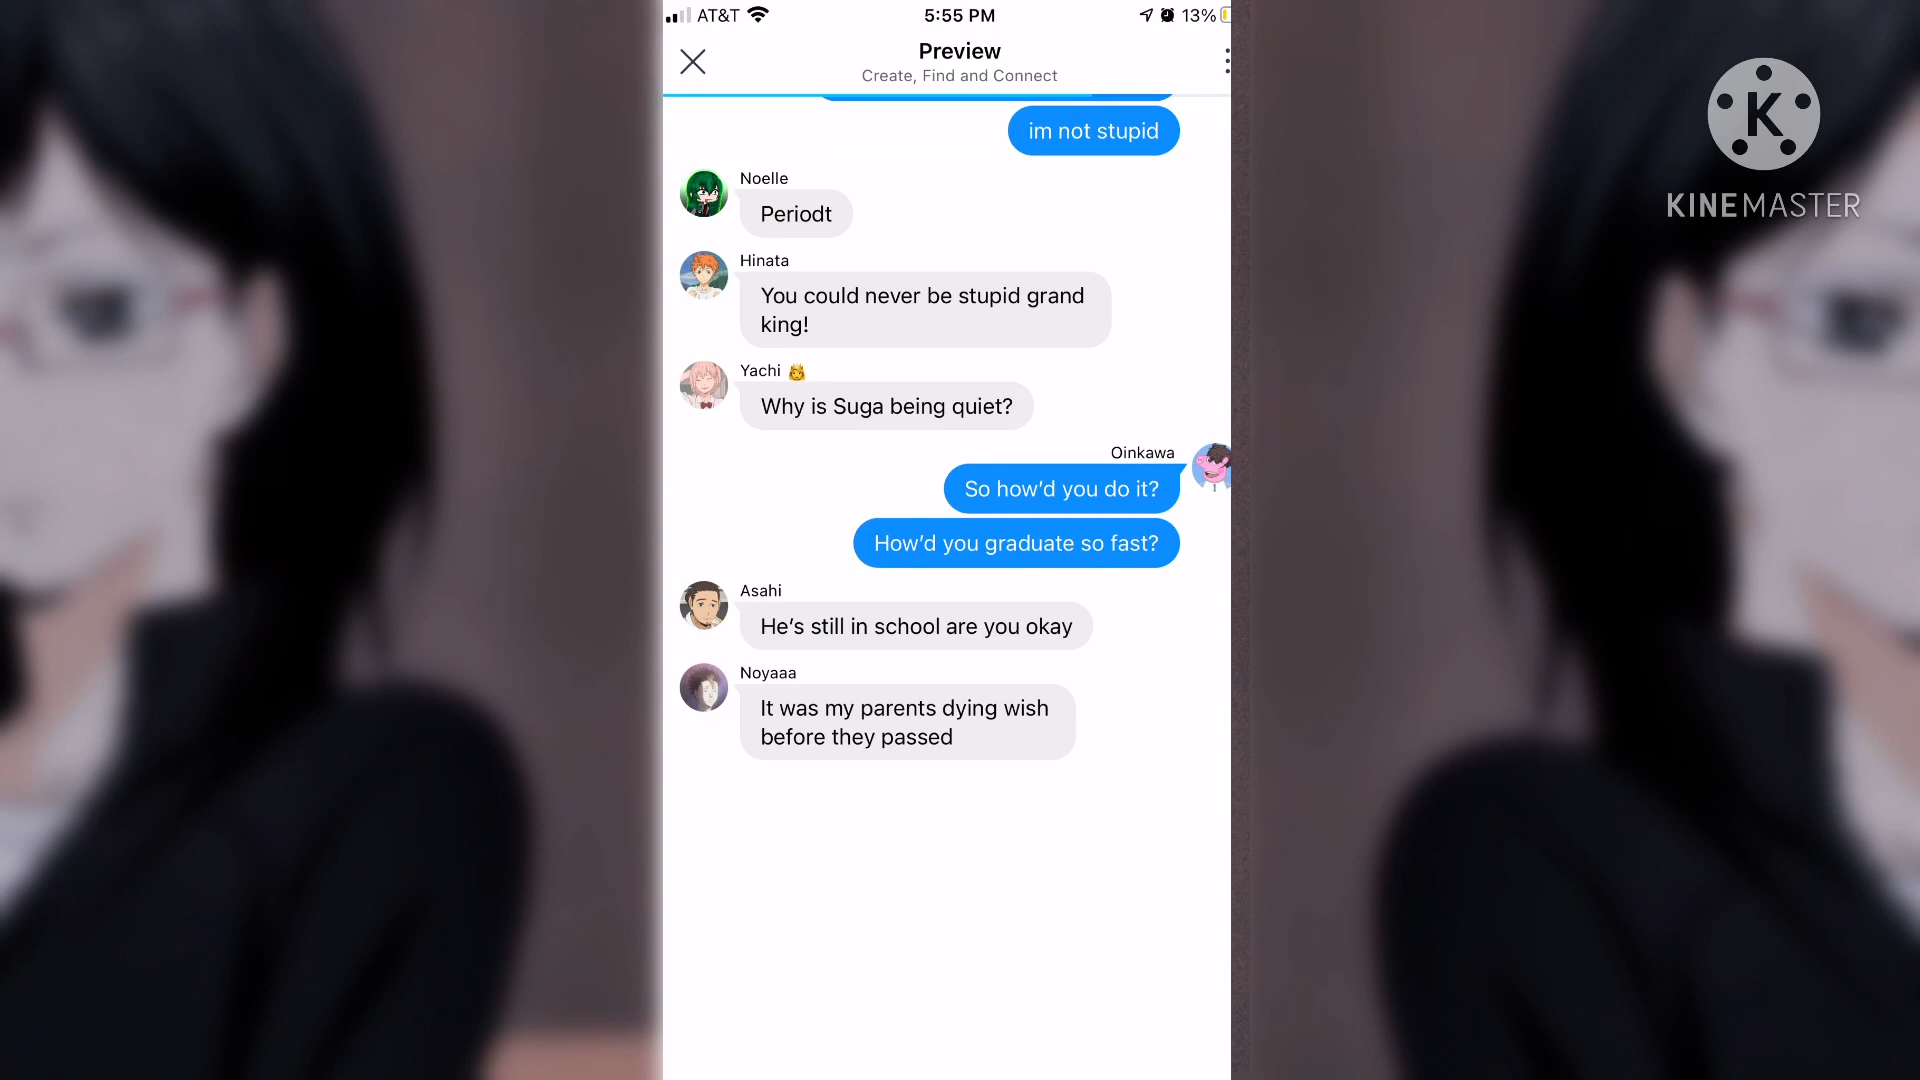 AT&T
5:55 PM
13%
Preview
Create, Find and Connect
im not stupid
Noelle
Periodt
Hinata
You could never be stupid grand
king!
Yachi
Why is Suga being quiet?
Oinkawa
So how’d you do it?
How’d you graduate so fast?
Asahi
He’s still in school are you okay
Noyaaa
It was my parents dying wish
before they passed
K
KINEMASTER